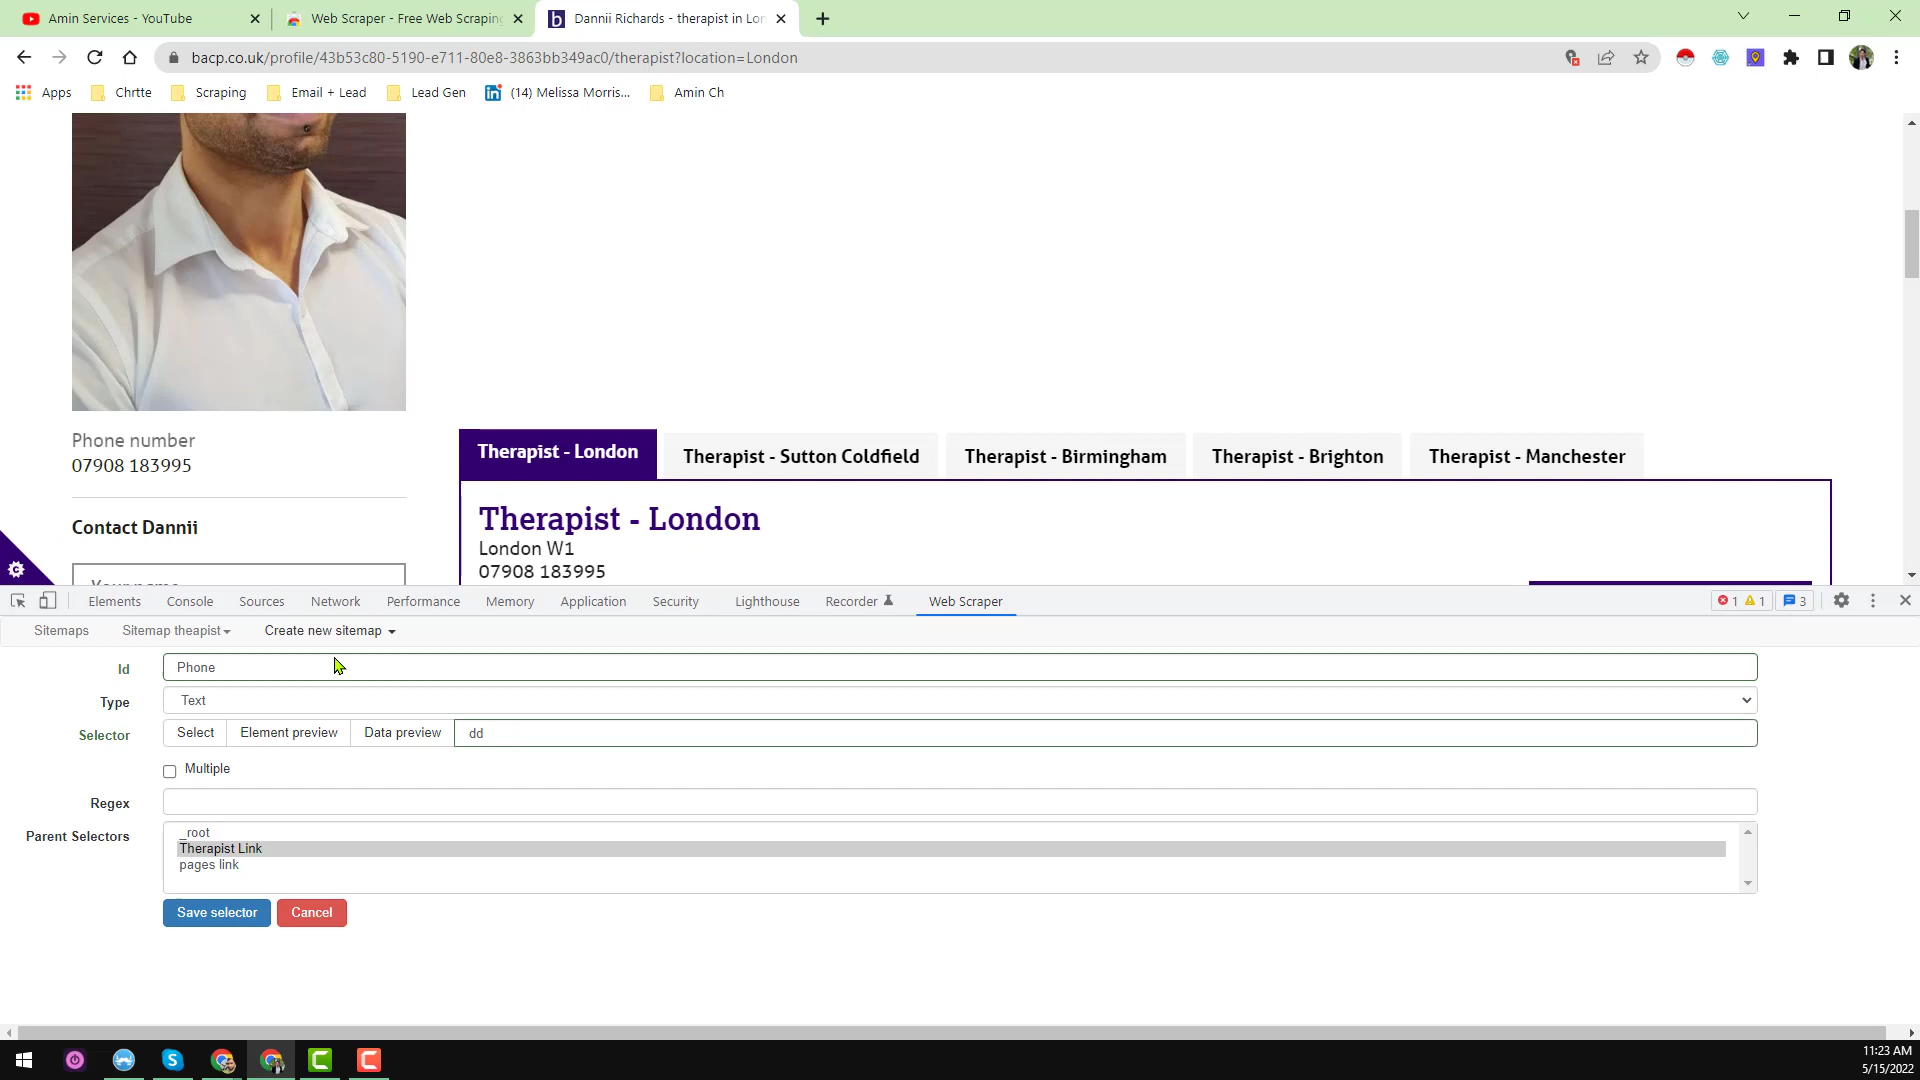 Amin Services - YouTube
Web Scraper - Free Web Scraping
Dannii Richards - therapist in Lon
bacp.co.uk/profile/43b53c80-5190-e711-80e8-3863bb349ac0/therapist?location=London
Apps
Chrtte
Scraping
Email + Lead
Lead Gen
(14) Melissa Morris...
Amin Ch
Phone number
07908 183995
Contact Dannii
Your name
Therapist - London
Therapist - Sutton Coldfield
Therapist - Birmingham
Therapist - Brighton
Therapist - Manchester
Therapist - London
London W1
07908 183995
Elements
Console
Sources
Network
Performance
Memory
Application
Security
Lighthouse
Recorder
Web Scraper
1
1
3
Sitemaps
Sitemap theapist
Create new sitemap
Id
Phone
Type
Text
Selector
Select
Element preview
Data preview
dd
Multiple
Regex
Parent Selectors
_root
Therapist Link
pages link
Save selector
Cancel
11:23 AM
5/15/2022